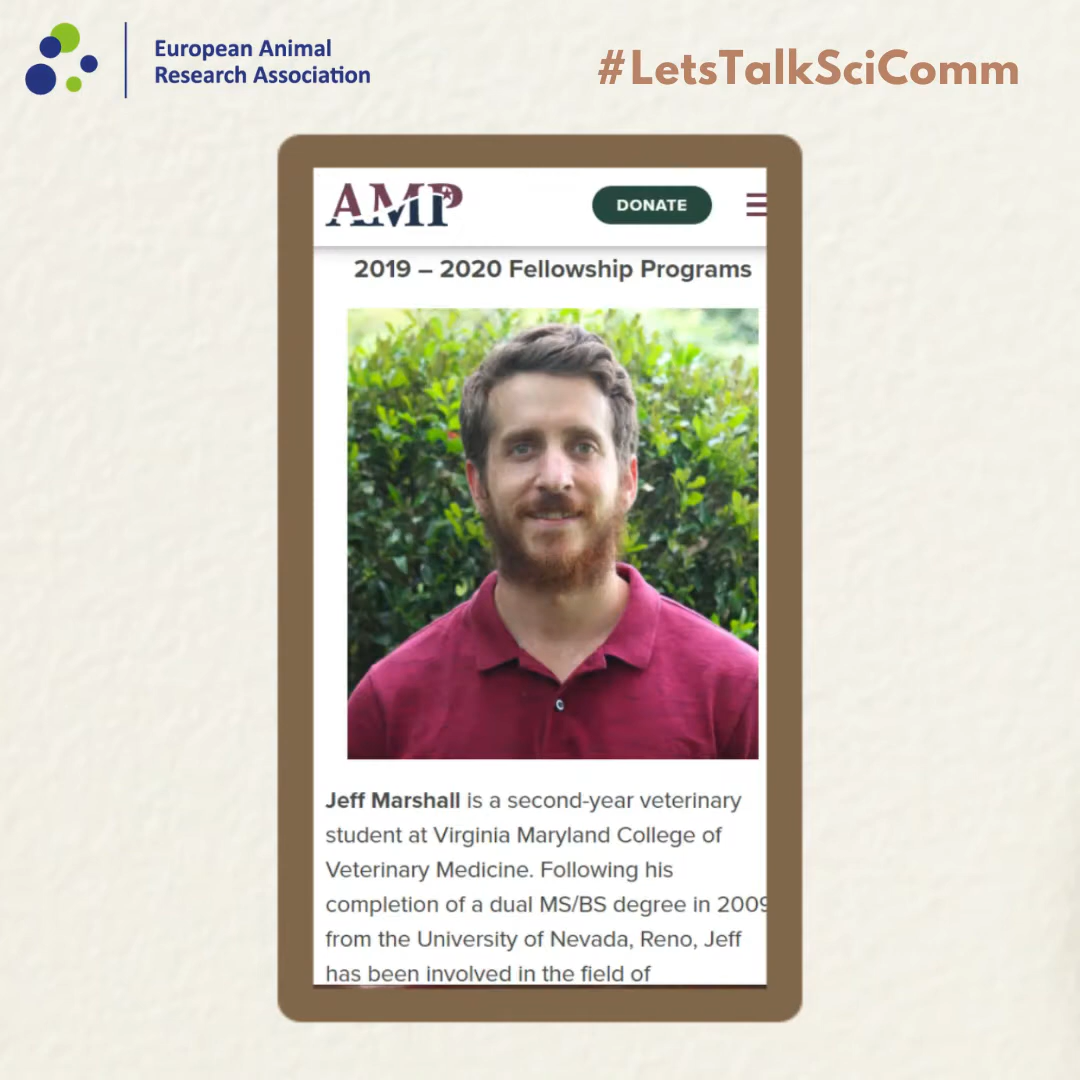 European Animal
Research Association
#LetsTalkSciComm
AMP
DONATE
2019 – 2020 Fellowship Programs
Jeff Marshall is a second-year veterinary
student at Virginia Maryland College of
Veterinary Medicine. Following his
completion of a dual MS/BS degree in 2009
from the University of Nevada, Reno, Jeff
has been involved in the field of